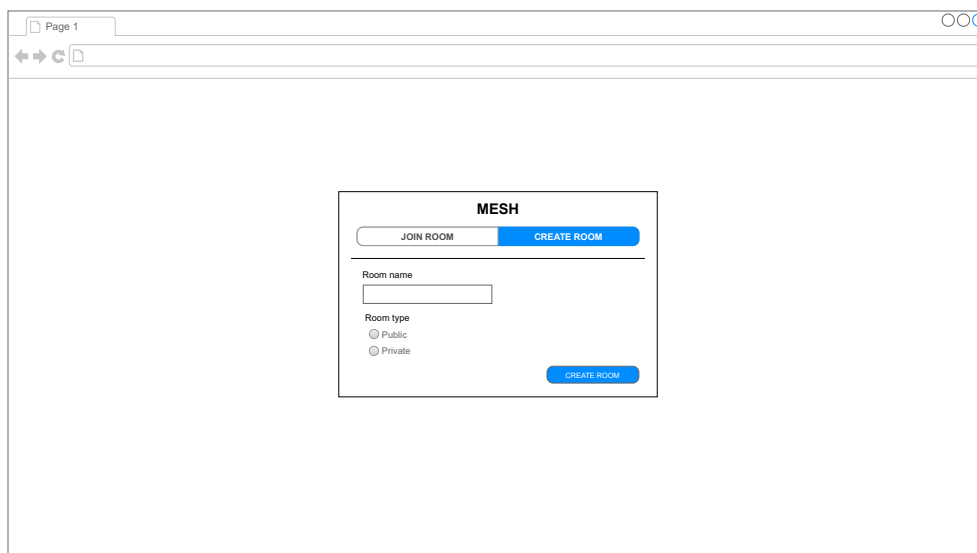 Page 1
MESH
JOIN ROOM CREATE ROOM
Room name
Room type
Public
Private
CREATE ROOM